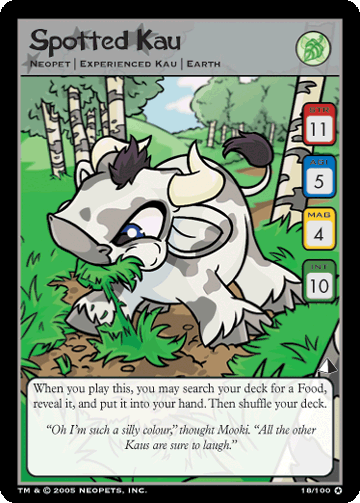 Spotted Kau
Neopet | Experienced Kau | Earth
STR
11
AGI
5
MAG
4
INT
10
When you play this, you may search your deck for a Food,
reveal it, and put it into your hand. Then shuffle your deck.
“Oh I’m such a silly colour,” thought Mooki. “All the other
Kaus are sure to laugh.”
TM & © 2005 NEOPETS, INC.
18/100